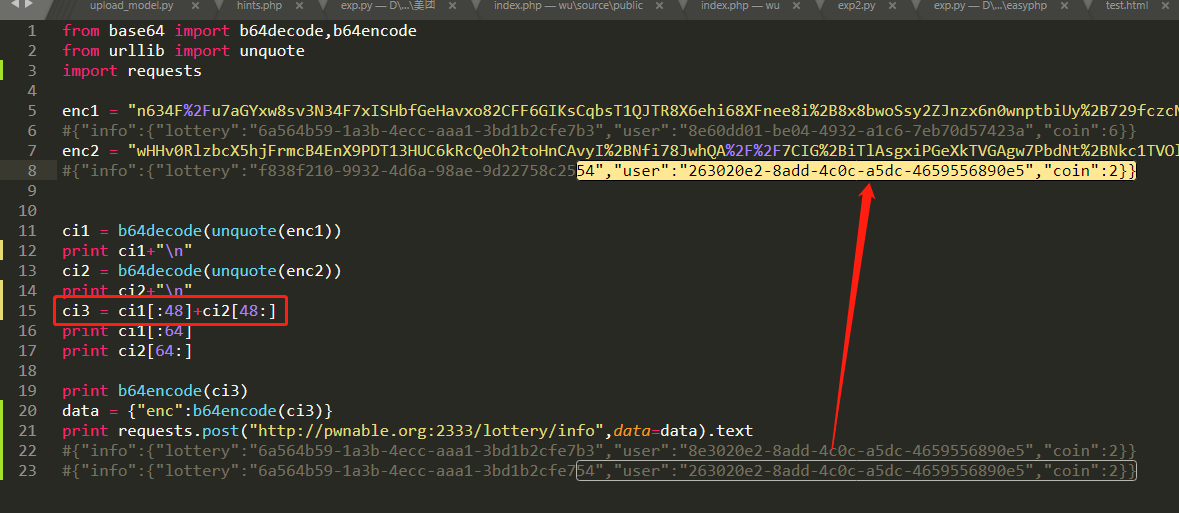 upload_model.py × hints.php × exp.py — D\...\美团 × index.php — wu\source\public × index.php — wu × exp2.py × exp.py — D\...\easyphp × test.html ×
1 from base64 import b64decode,b64encode
2 from urllib import unquote
3 import requests
4
5 enc1 = "n634F%2Fu7aGYxw8sv3N34F7xISHbfGeHavxo82CFF6GIKsCqbsT1QJTR8X6ehi68XFnee8i%2B8x8bwoSsy2ZJnzx6n0wnptbiUy%2B729fczcN
6 #{"info":{"lottery":"6a564b59-1a3b-4ecc-aaa1-3bd1b2cfe7b3","user":"8e60dd01-be04-4932-a1c6-7eb70d57423a","coin":6}}
7 enc2 = "wHHv0RlzbcX5hjFrmcB4EnX9PDT13HUC6kRcQeOh2toHnCAvyI%2BNfi78JwhQA%2F%2F7CIG%2BiTlAsgxiPGeXkTVGAgw7PbdNt%2BNkc1TVOl
8 #{"info":{"lottery":"f838f210-9932-4d6a-98ae-9d22758c2554","user":"263020e2-8add-4c0c-a5dc-4659556890e5","coin":2}}
9
10
11 ci1 = b64decode(unquote(enc1))
12 print ci1+"\n"
13 ci2 = b64decode(unquote(enc2))
14 print ci2+"\n"
15 ci3 = ci1[:48]+ci2[48:]
16 print ci1[:64]
17 print ci2[64:]
18
19 print b64encode(ci3)
20 data = {"enc":b64encode(ci3)}
21 print requests.post("http://pwnable.org:2333/lottery/info",data=data).text
22 #{"info":{"lottery":"6a564b59-1a3b-4ecc-aaa1-3bd1b2cfe7b3","user":"8e3020e2-8add-4c0c-a5dc-4659556890e5","coin":2}}
23 #{"info":{"lottery":"6a564b59-1a3b-4ecc-aaa1-3bd1b2cfe754","user":"263020e2-8add-4c0c-a5dc-4659556890e5","coin":2}}